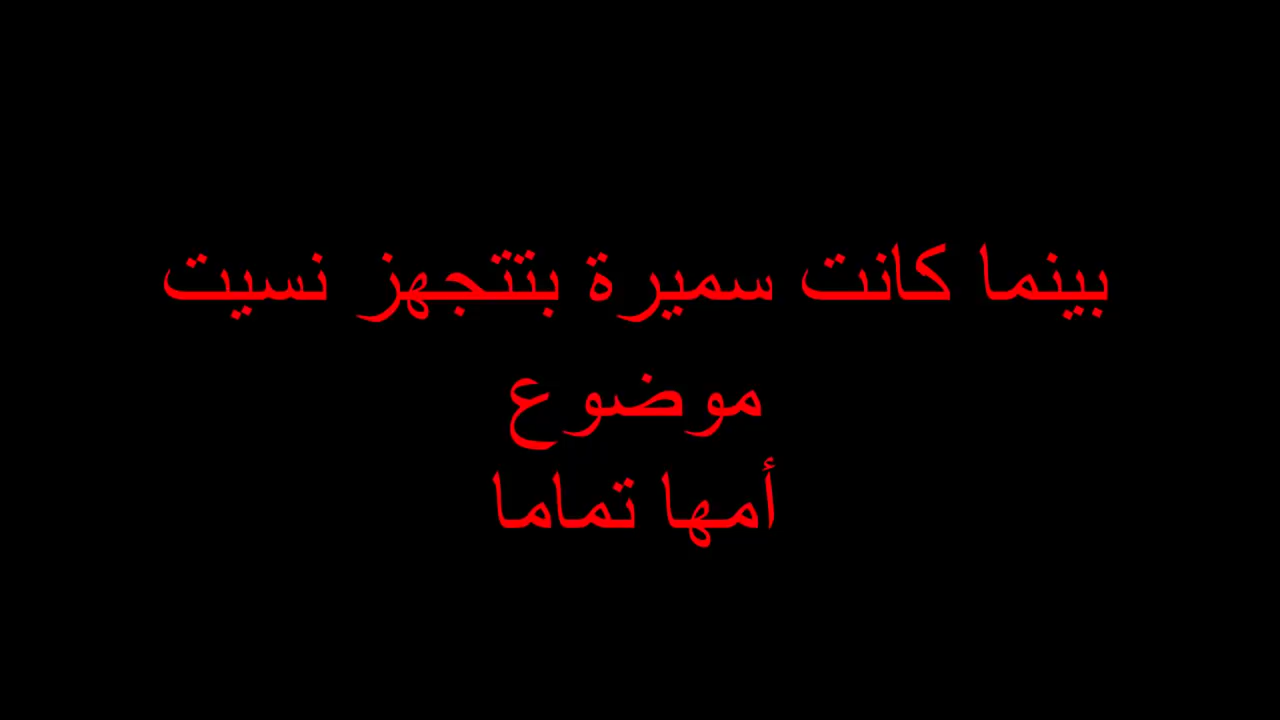 بينما كانت سميرة بتتجهز نسيت
موضوع
أمها تماما